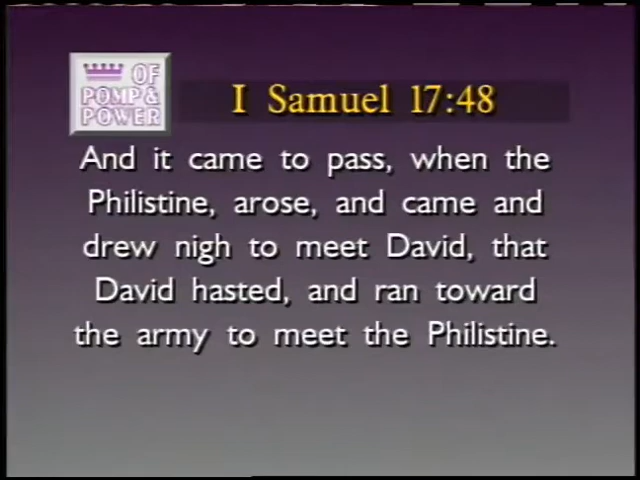 OF
POMP&
POWER
I Samuel 17:48
And it came to pass, when the
Philistine, arose, and came and
drew nigh to meet David, that
David hasted, and ran toward
the army to meet the Philistine.